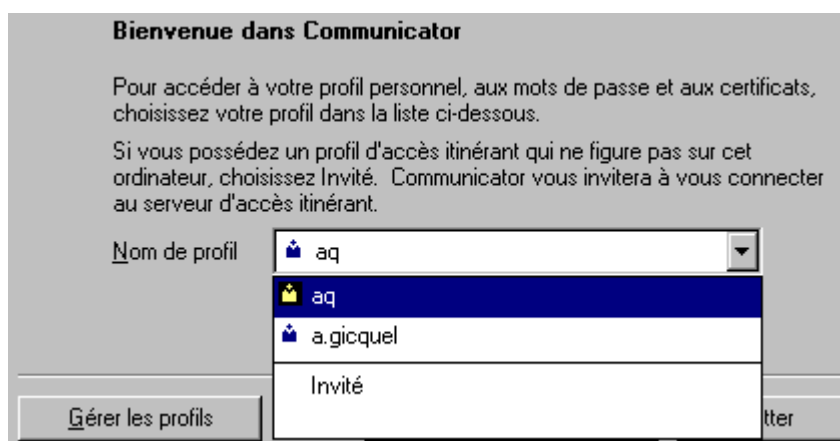 Bienvenue dans Communicator
Pour accéder à votre profil personnel, aux mots de passe et aux certificats,
choisissez votre profil dans la liste ci-dessous.
Si vous possédez un profil d'accès itinérant qui ne figure pas sur cet
ordinateur, choisissez Invité. Communicator vous invitera à vous connecter
au serveur d'accès itinérant.
Nom de profil aq
aq
a.gicquel
Invité
Gérer les profils tter